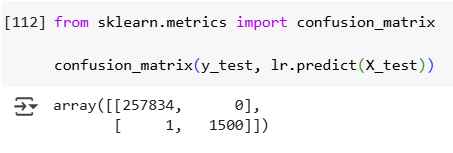 [112] from sklearn.metrics import confusion_matrix
confusion_matrix(y_test, lr.predict(X_test))
array([[257834, 0],
[ 1, 1500]])